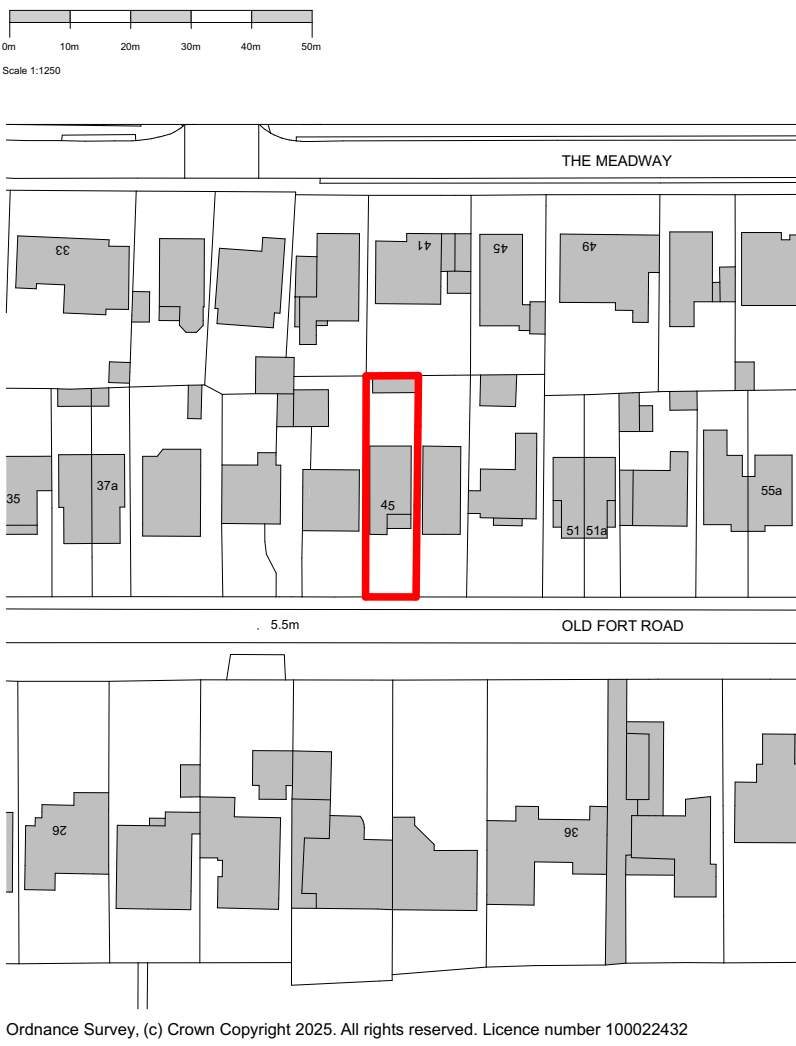 0m 10m 20m 30m 40m 50m
Scale 1:1250
THE MEADWAY
33
41
45
49
35
37a
45
51 51a
55a
5.5m
OLD FORT ROAD
26
36
Ordnance Survey, (c) Crown Copyright 2025. All rights reserved. Licence number 100022432